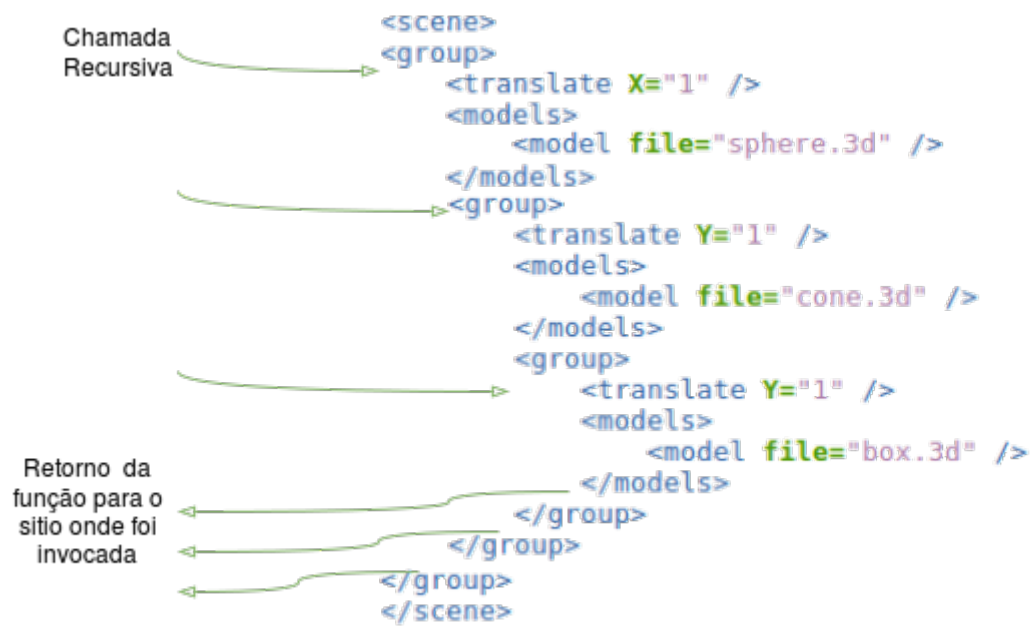 Chamada
Recursiva
<scene>
<group>
<translate X="1" />
<models>
<model file="sphere.3d" />
</models>
<group>
<translate Y="1" />
<models>
<model file="cone.3d" />
</models>
<group>
<translate Y="1" />
<models>
<model file="box.3d" />
</models>
</group>
</group>
</group>
</scene>
Retorno da
função para o
sitio onde foi
invocada